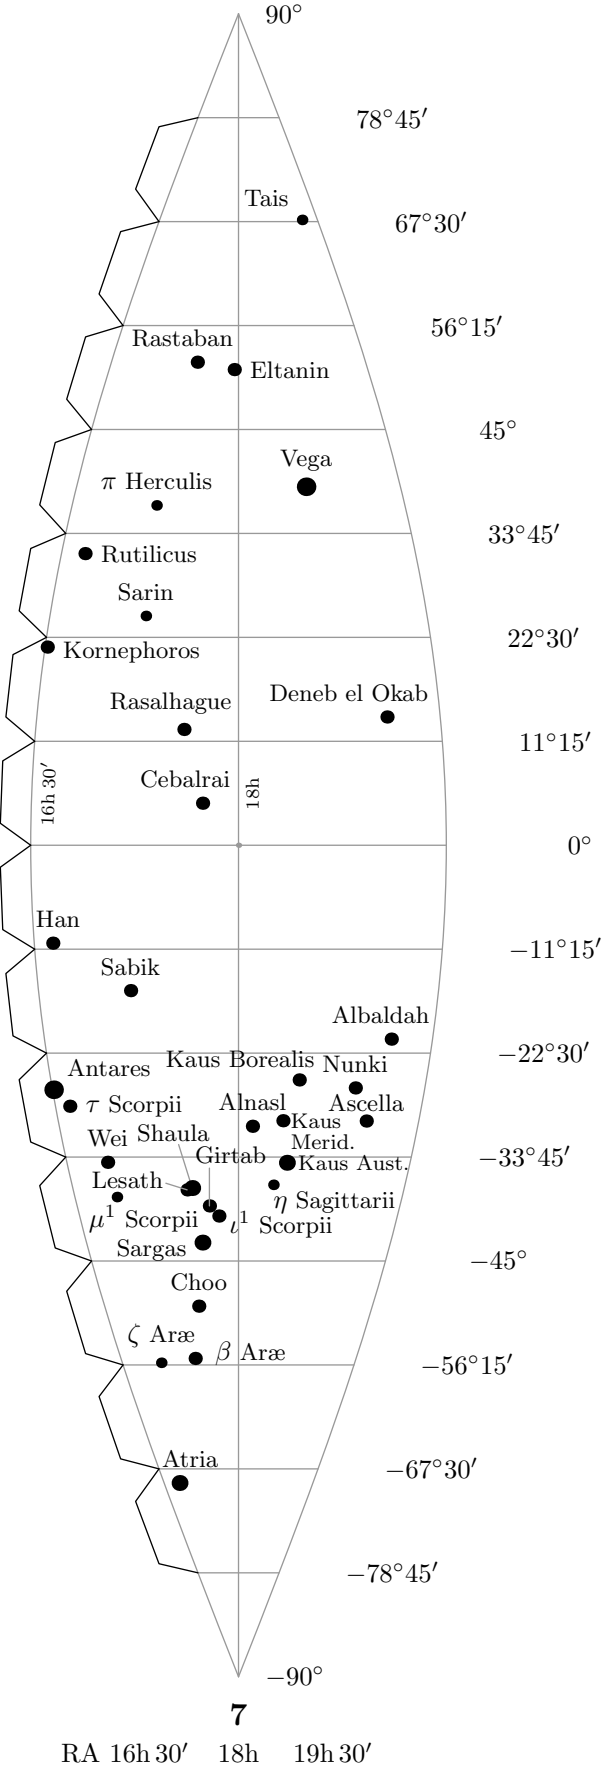 90°
78°45′
Tais
67°30′
56°15′
Rastaban
Eltanin
45°
Vega
π Herculis
33°45′
Rutilicus
Sarin
22°30′
Kornephoros
Deneb el Okab
Rasalhague
11°15′
16h 30′
Cebalrai
18h
0°
Han
−11°15′
Sabik
Albaldah
−22°30′
Kaus Borealis
Nunki
Antares
τ Scorpii
Alnasl
Ascella
Kaus
Merid.
Wei
Shaula
Girtab
−33°45′
Kaus Aust.
Lesath
η Sagittarii
μ¹ Scorpii
ι¹ Scorpii
Sargas
−45°
Choo
ζ Aræ
β Aræ
−56°15′
Atria
−67°30′
−78°45′
−90°
7
RA 16h 30′ 18h 19h 30′